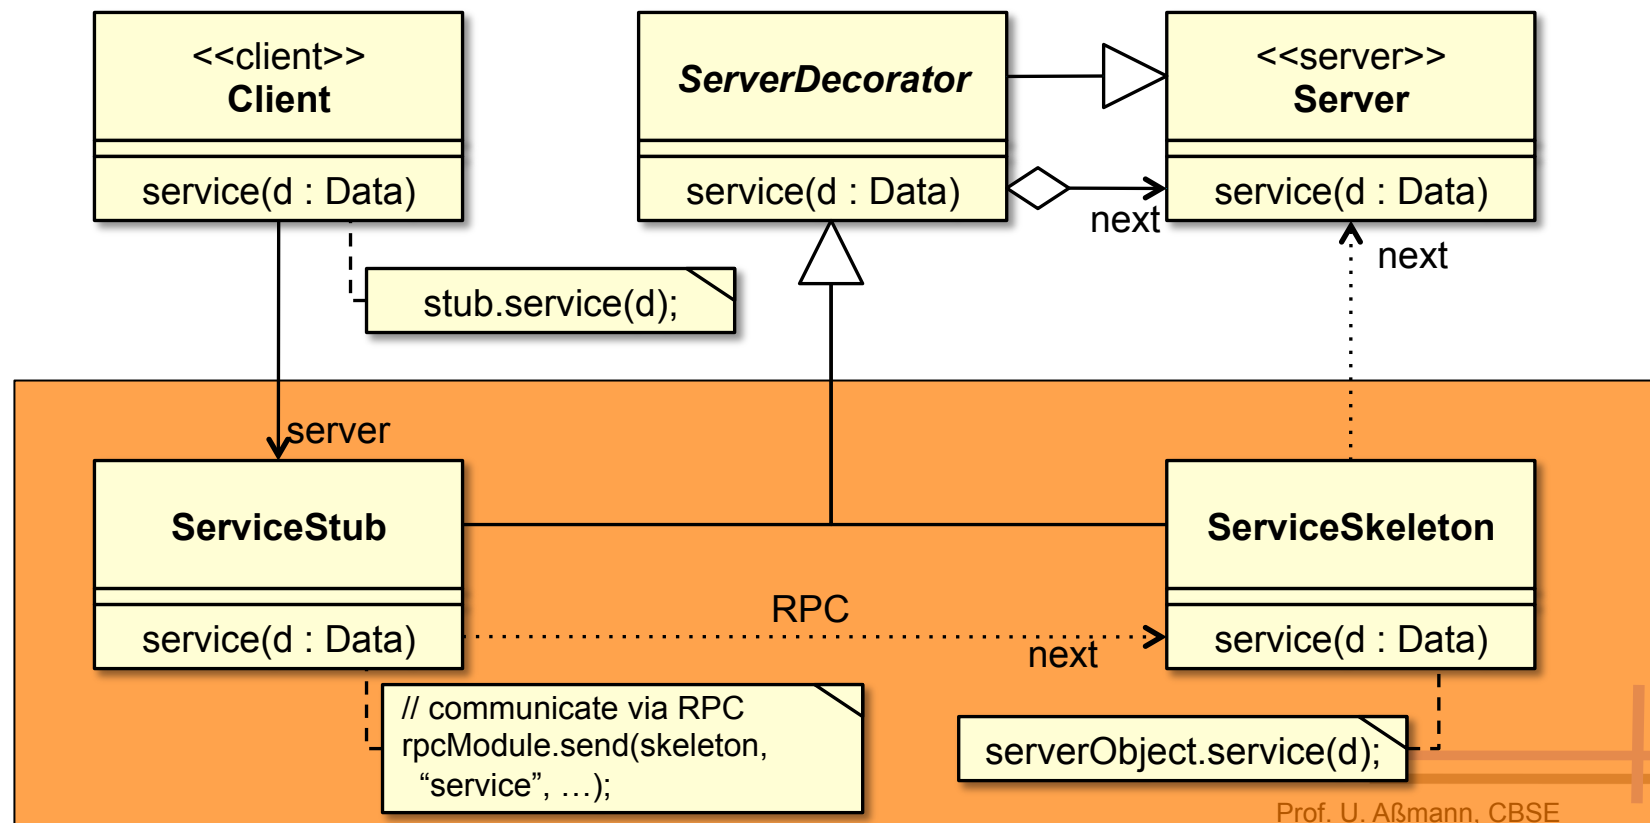 <<client>>
Client
service(d : Data)
ServerDecorator
service(d : Data)
<<server>>
Server
service(d : Data)
next
next
stub.service(d);
server
ServiceStub
service(d : Data)
RPC
next
ServiceSkeleton
service(d : Data)
// communicate via RPC
rpcModule.send(skeleton,
“service”, …);
serverObject.service(d);
Prof. U. Aßmann, CBSE